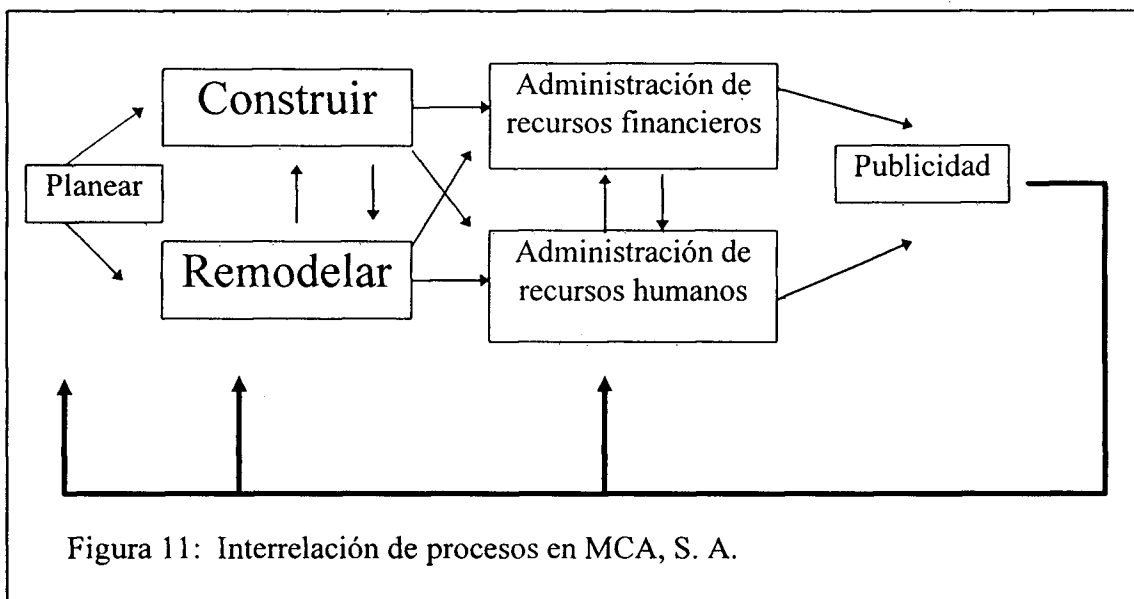 Construir
Administración de
recursos financieros
Planear
Publicidad
Remodelar
Administración de
recursos humanos
Figura 11: Interrelación de procesos en MCA, S. A.